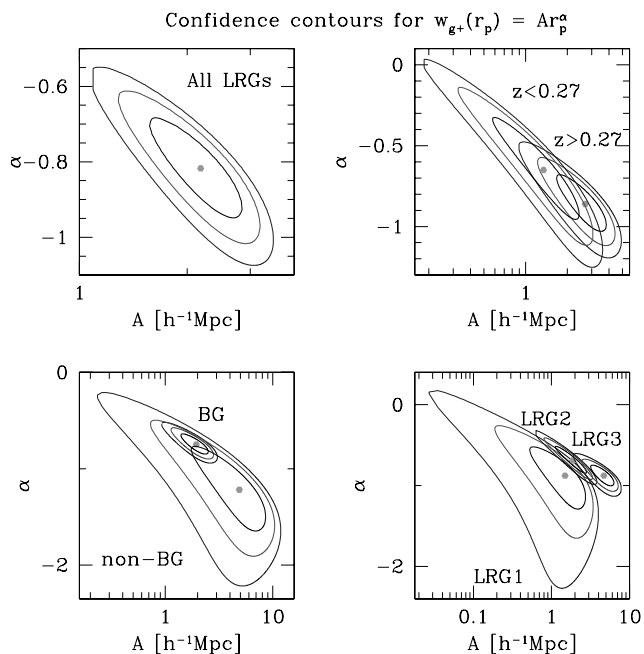 Confidence contours for w_{g+}(r_p) = Ar_p^α
All LRGs
−0.6
−0.8
−1
α
1
A [h⁻¹Mpc]
z<0.27
z>0.27
0
−0.5
−1
α
1
A [h⁻¹Mpc]
BG
non−BG
0
−2
α
1
10
A [h⁻¹Mpc]
LRG2
LRG3
LRG1
0
−2
α
0.1
1
10
A [h⁻¹Mpc]